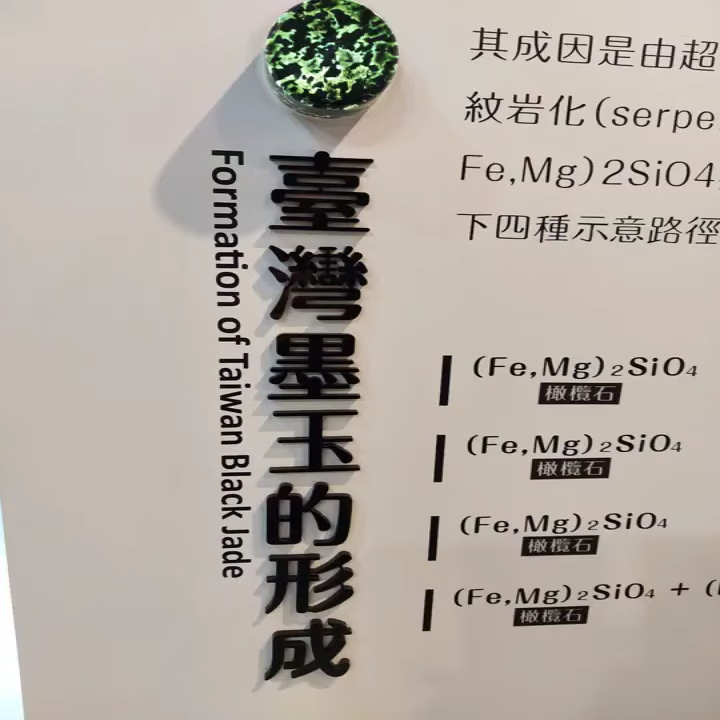 臺灣墨玉的形成
Formation of Taiwan Black Jade
其成因是由超
紋岩化(serpe
Fe,Mg)2SiO4
下四種示意路徑
(Fe,Mg)₂SiO₄
橄欖石
(Fe,Mg)₂SiO₄
橄欖石
(Fe,Mg)₂SiO₄
橄欖石
(Fe,Mg)₂SiO₄ + (
橄欖石